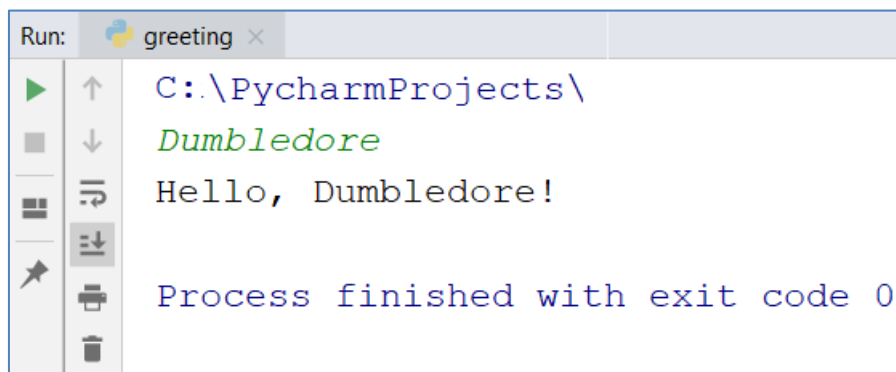 Run: greeting
C:.\PycharmProjects\
Dumbledore
Hello, Dumbledore!
Process finished with exit code 0